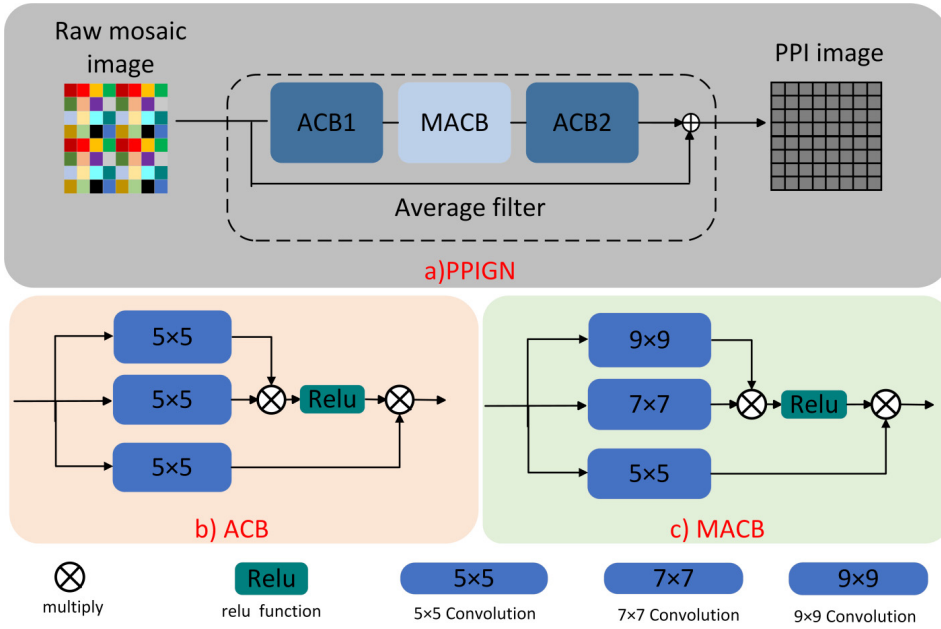 Raw mosaic
image
PPI image
ACB1
MACB
ACB2
Average filter
a)PPIGN
5×5
5×5
Relu
5×5
b) ACB
9×9
7×7
Relu
5×5
c) MACB
Relu
5×5
7×7
9×9
multiply
relu function
5×5 Convolution
7×7 Convolution
9×9 Convolution